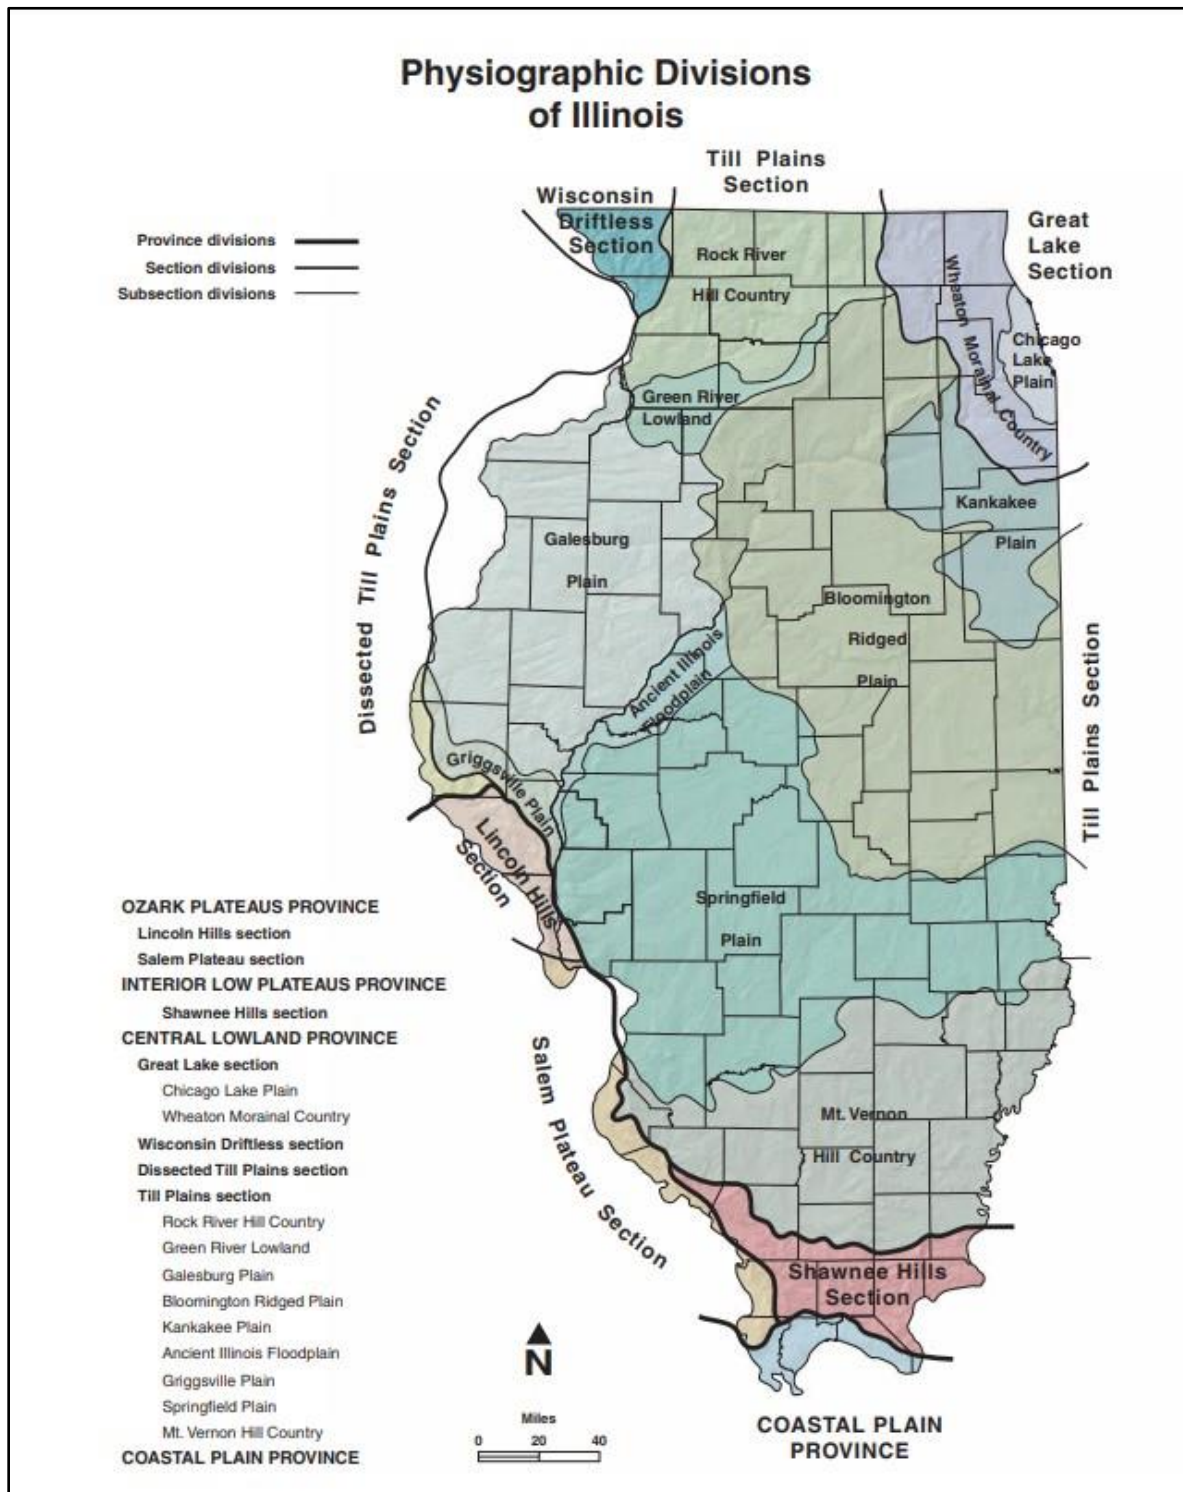 Physiographic Divisions
of Illinois
Till Plains
Section
Wisconsin
Driftless
Section
Great
Lake
Section
Province divisions
Section divisions
Subsection divisions
Rock River
Hill Country
Wheaton Morainal Country
Chicago
Lake
Plain
Green River
Lowland
Dissected Till Plains Section
Kankakee
Plain
Galesburg
Plain
Bloomington
Ridged
Plain
Ancient Illinois
Floodplain
Till Plains Section
Griggsville Plain
Lincoln Hills
Section
Springfield
Plain
OZARK PLATEAUS PROVINCE
Lincoln Hills section
Salem Plateau section
INTERIOR LOW PLATEAUS PROVINCE
Shawnee Hills section
CENTRAL LOWLAND PROVINCE
Great Lake section
Chicago Lake Plain
Wheaton Morainal Country
Wisconsin Driftless section
Dissected Till Plains section
Till Plains section
Rock River Hill Country
Green River Lowland
Galesburg Plain
Bloomington Ridged Plain
Kankakee Plain
Ancient Illinois Floodplain
Griggsville Plain
Springfield Plain
Mt. Vernon Hill Country
COASTAL PLAIN PROVINCE
Salem Plateau Section
Mt. Vernon
Hill Country
Shawnee Hills
Section
N
Miles
0 20 40
COASTAL PLAIN
PROVINCE